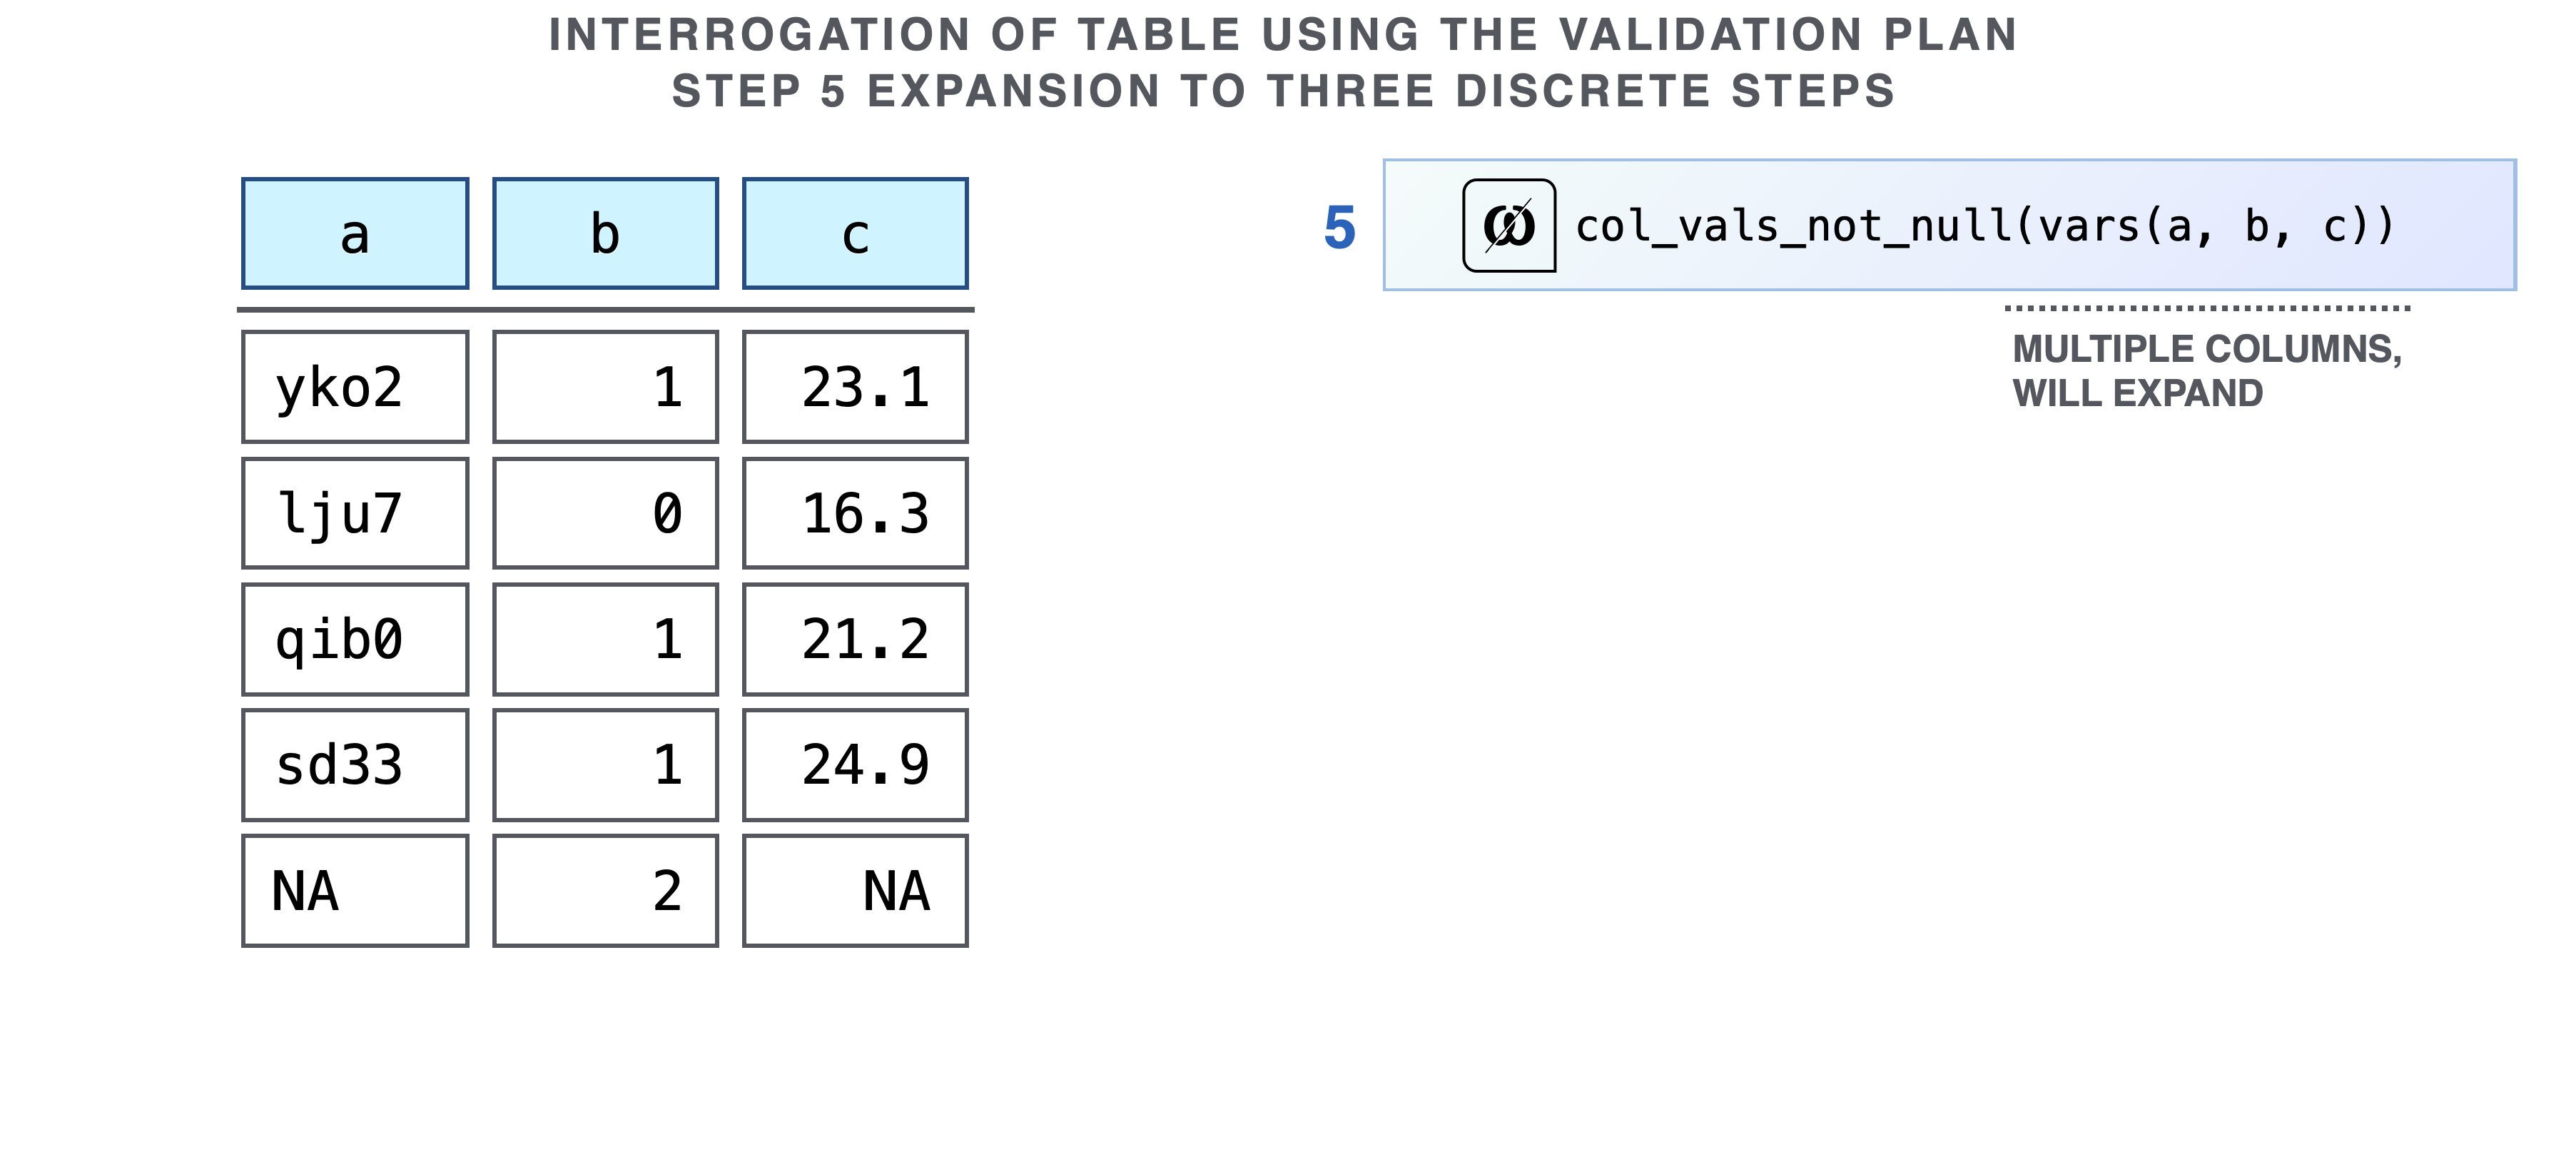 INTERROGATION OF TABLE USING THE VALIDATION PLAN
STEP 5 EXPANSION TO THREE DISCRETE STEPS
a b c
yko2 1 23.1
lju7 0 16.3
qib0 1 21.2
sd33 1 24.9
NA 2 NA
5 col_vals_not_null(vars(a, b, c))
MULTIPLE COLUMNS,
WILL EXPAND